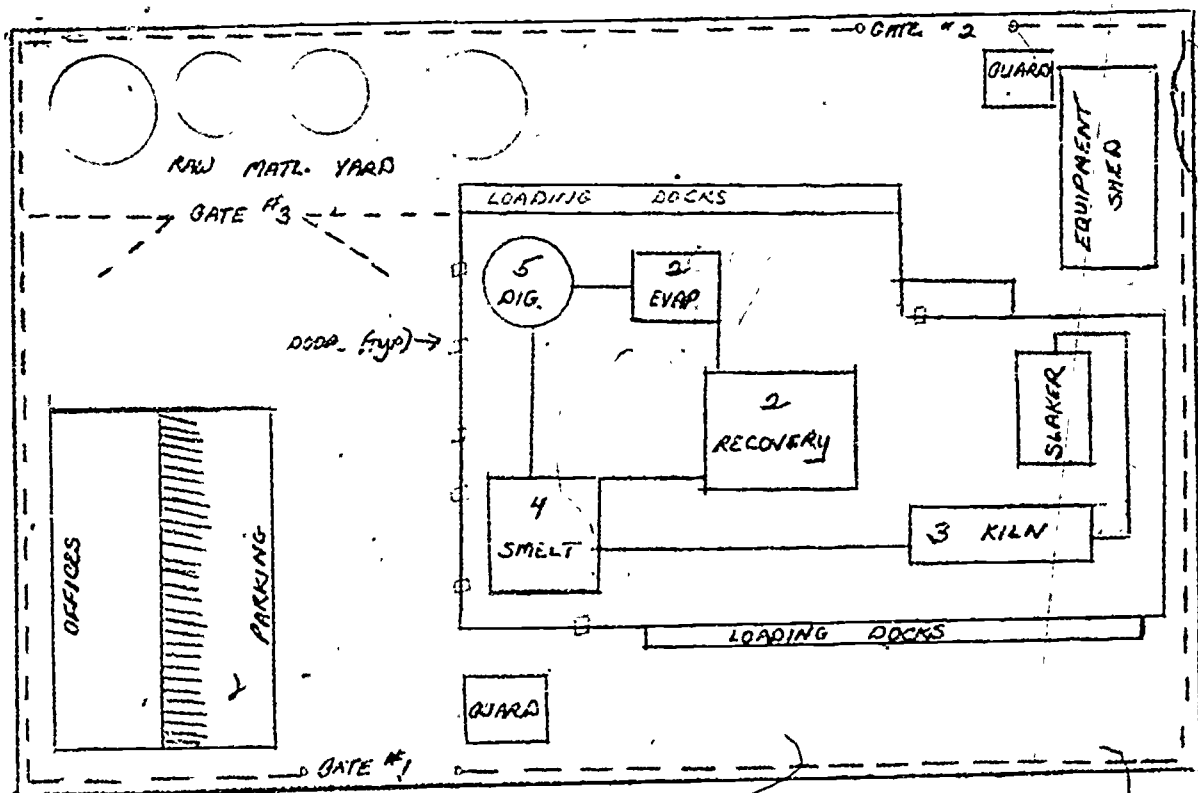 GATE #2
GUARD
EQUIPMENT
SHED
RAW MATL. YARD
GATE #3
LOADING DOCKS
5
DIG.
2
EVAP.
DOOR (TYP) →
2
RECOVERY
SLAKER
4
SMELT
3 KILN
OFFICES
PARKING
LOADING DOCKS
GUARD
GATE #1